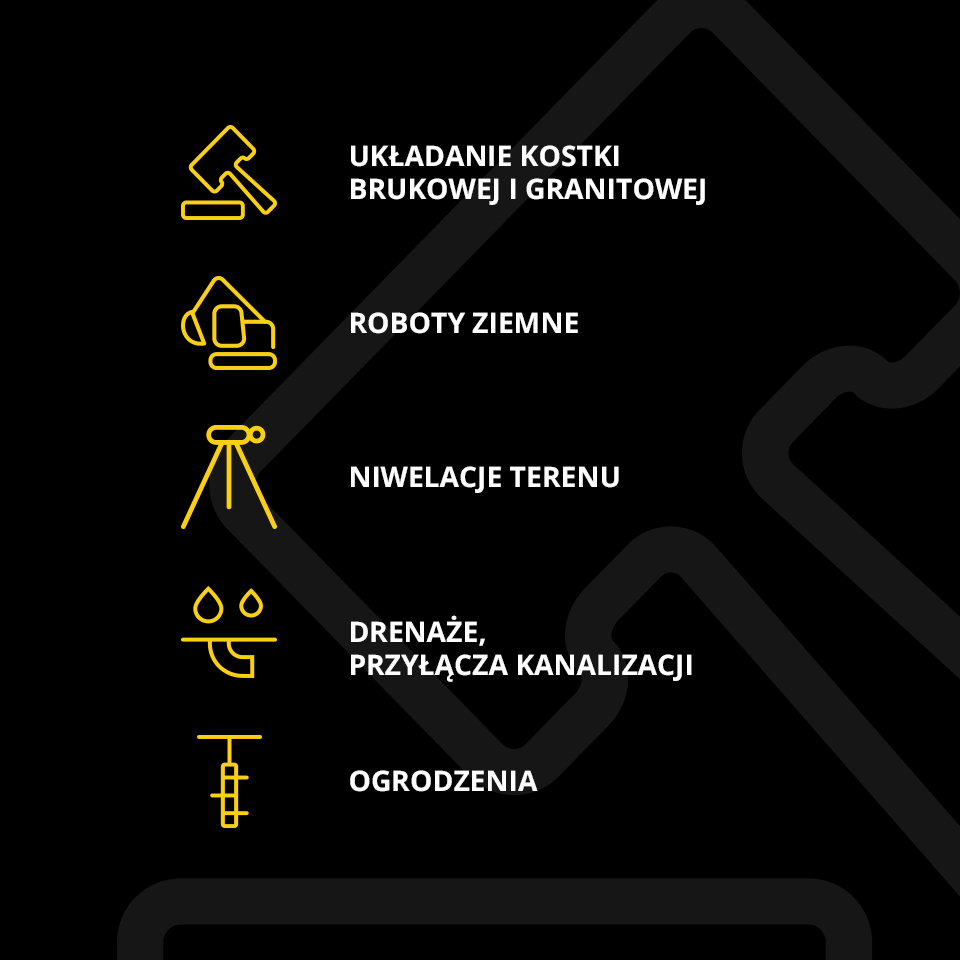 UKŁADANIE KOSTKI
BRUKOWEJ I GRANITOWEJ
ROBOTY ZIEMNE
NIWELACJE TERENU
DRENAŻE,
PRZYŁĄCZA KANALIZACJI
OGRODZENIA